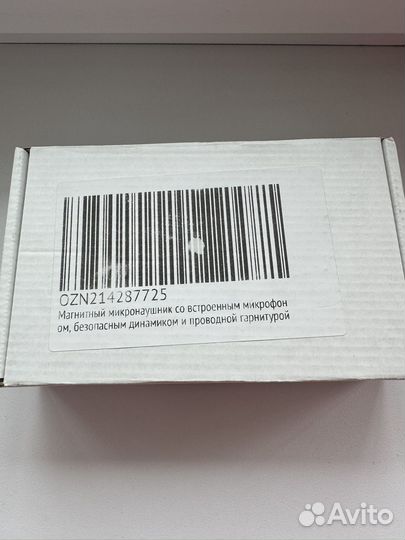 OZN214287725
Магнитный микронаушник со встроенным микрофон
ом, безопасным динамиком и проводной гарнитурой
Avito